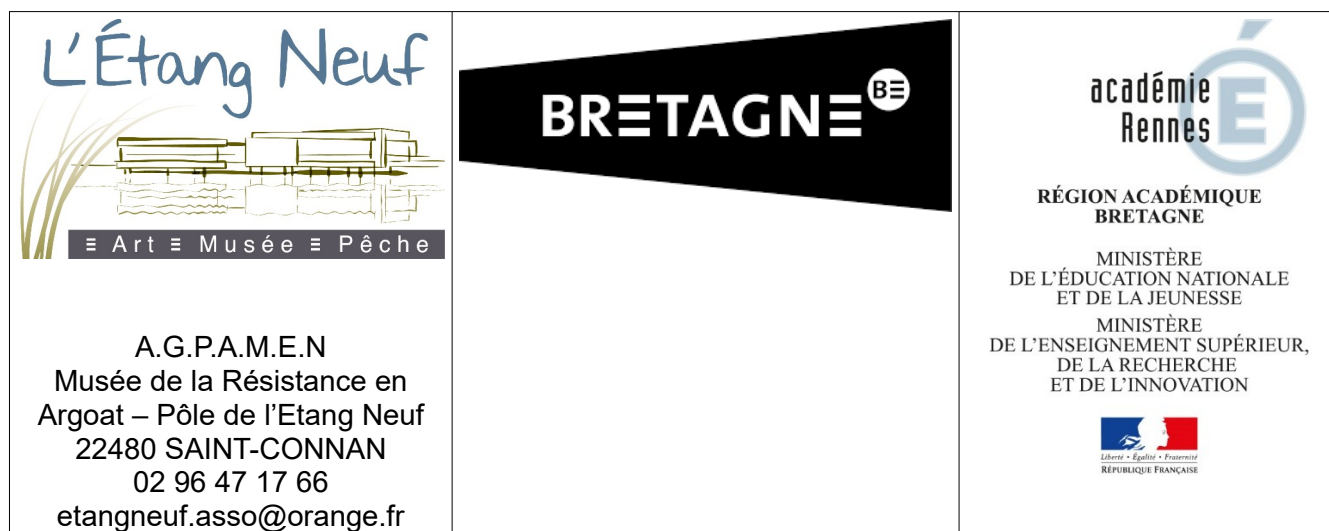 L'Étang Neuf
Ξ Art Ξ Musée Ξ Pêche
A.G.P.A.M.E.N
Musée de la Résistance en
Argoat – Pôle de l'Etang Neuf
22480 SAINT-CONNAN
02 96 47 17 66
etangneuf.asso@orange.fr
BRETAGNE BE
académie
Rennes
É
RÉGION ACADÉMIQUE
BRETAGNE
MINISTÈRE
DE L'ÉDUCATION NATIONALE
ET DE LA JEUNESSE
MINISTÈRE
DE L'ENSEIGNEMENT SUPÉRIEUR,
DE LA RECHERCHE
ET DE L'INNOVATION
Liberté • Égalité • Fraternité
RÉPUBLIQUE FRANÇAISE